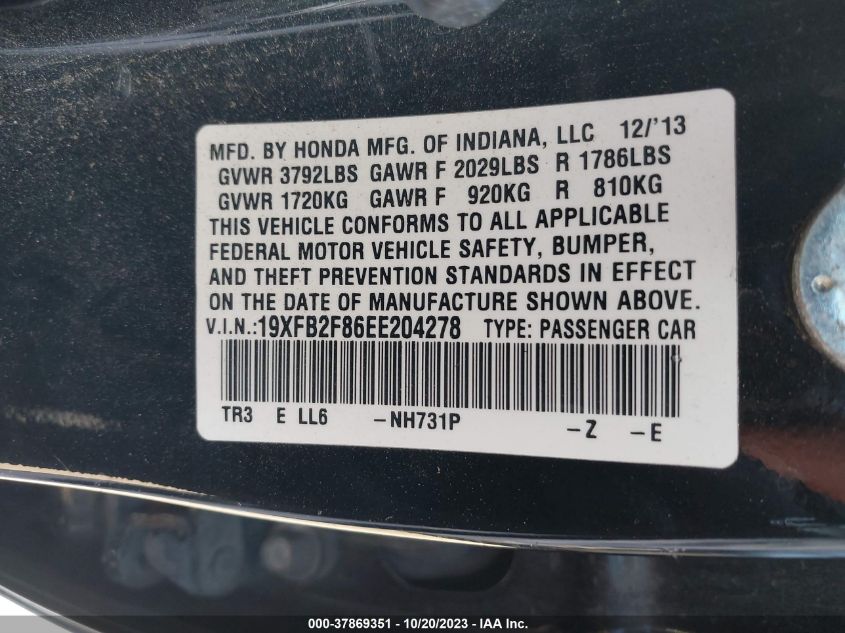 MFD. BY HONDA MFG. OF INDIANA, LLC 12/'13
GVWR 3792LBS GAWR F 2029LBS R 1786LBS
GVWR 1720KG GAWR F 920KG R 810KG
THIS VEHICLE CONFORMS TO ALL APPLICABLE
FEDERAL MOTOR VEHICLE SAFETY, BUMPER,
AND THEFT PREVENTION STANDARDS IN EFFECT
ON THE DATE OF MANUFACTURE SHOWN ABOVE.
V.I.N.:19XFB2F86EE204278 TYPE: PASSENGER CAR
TR3 E LL6 -NH731P -Z -E
000-37869351 - 10/20/2023 - IAA Inc.